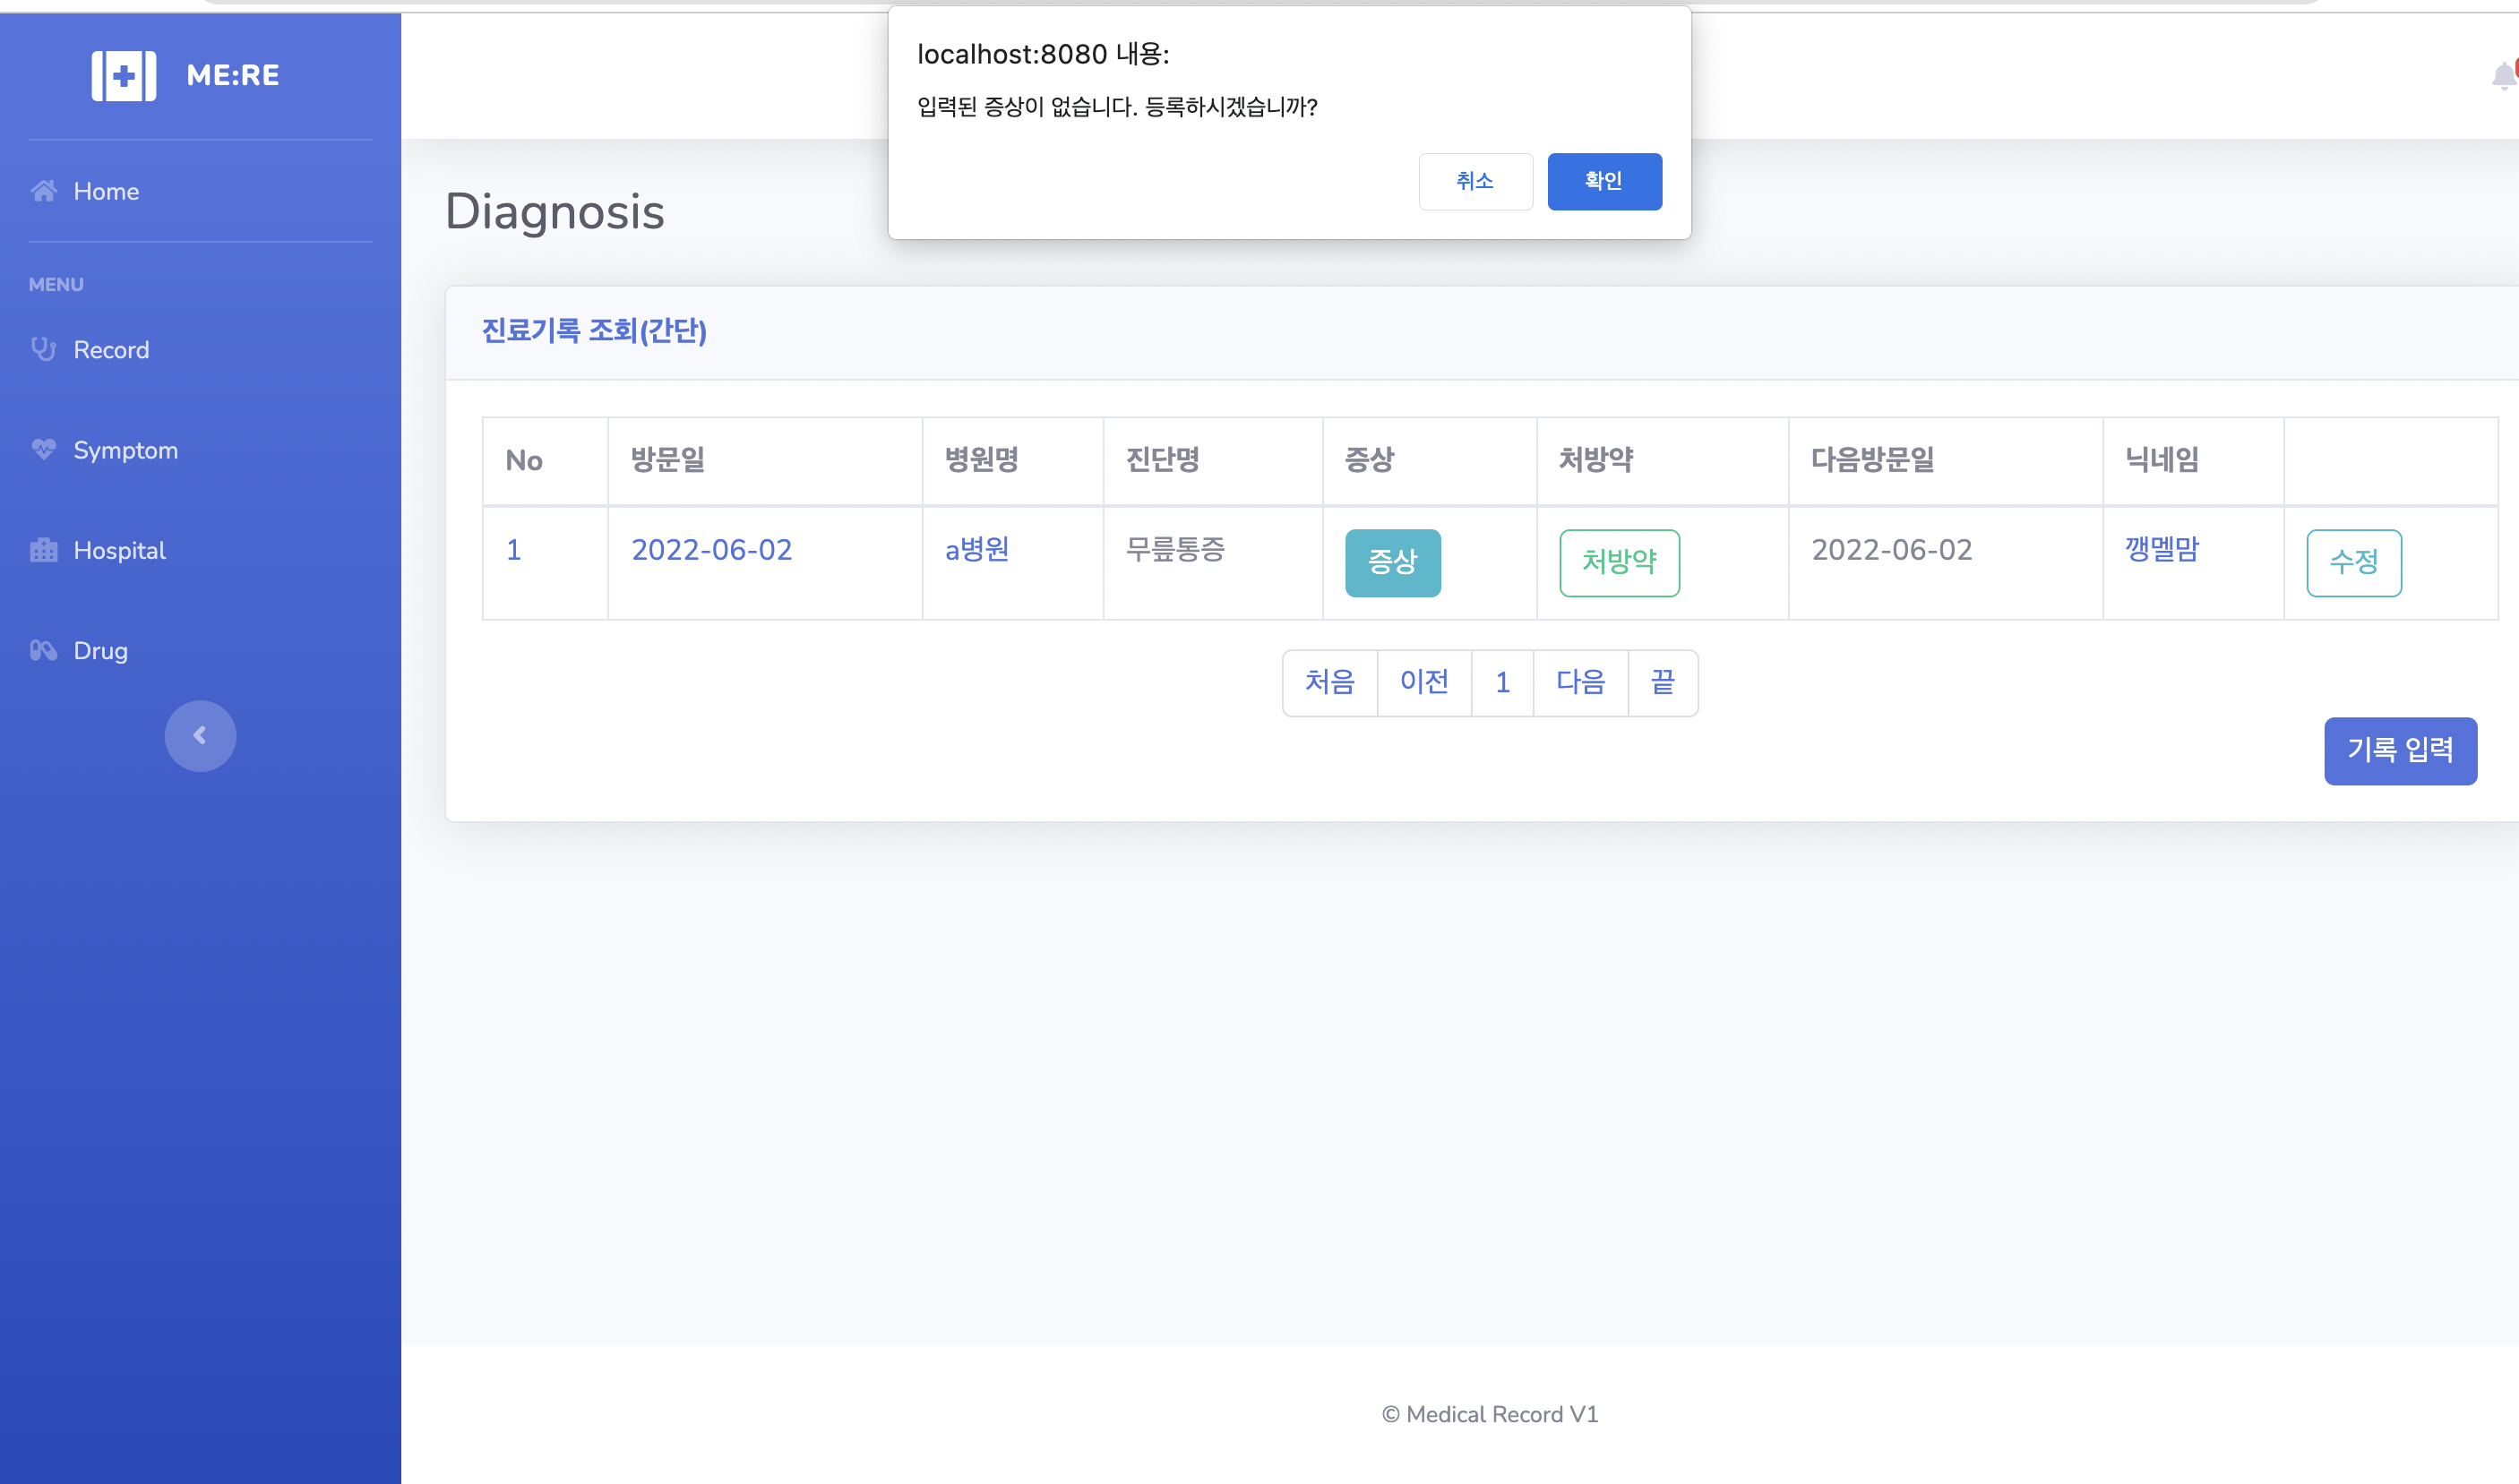 localhost:8080 내용:
입력된 증상이 없습니다. 등록하시겠습니까?
취소 확인
ME:RE
Home
MENU
Record
Symptom
Hospital
Drug
Diagnosis
진료기록 조회(간단)
No 방문일 병원명 진단명 증상 처방약 다음방문일 닉네임
1 2022-06-02 a병원 무릎통증 증상 처방약 2022-06-02 깽멜맘 수정
처음 이전 1 다음 끝
기록 입력
© Medical Record V1